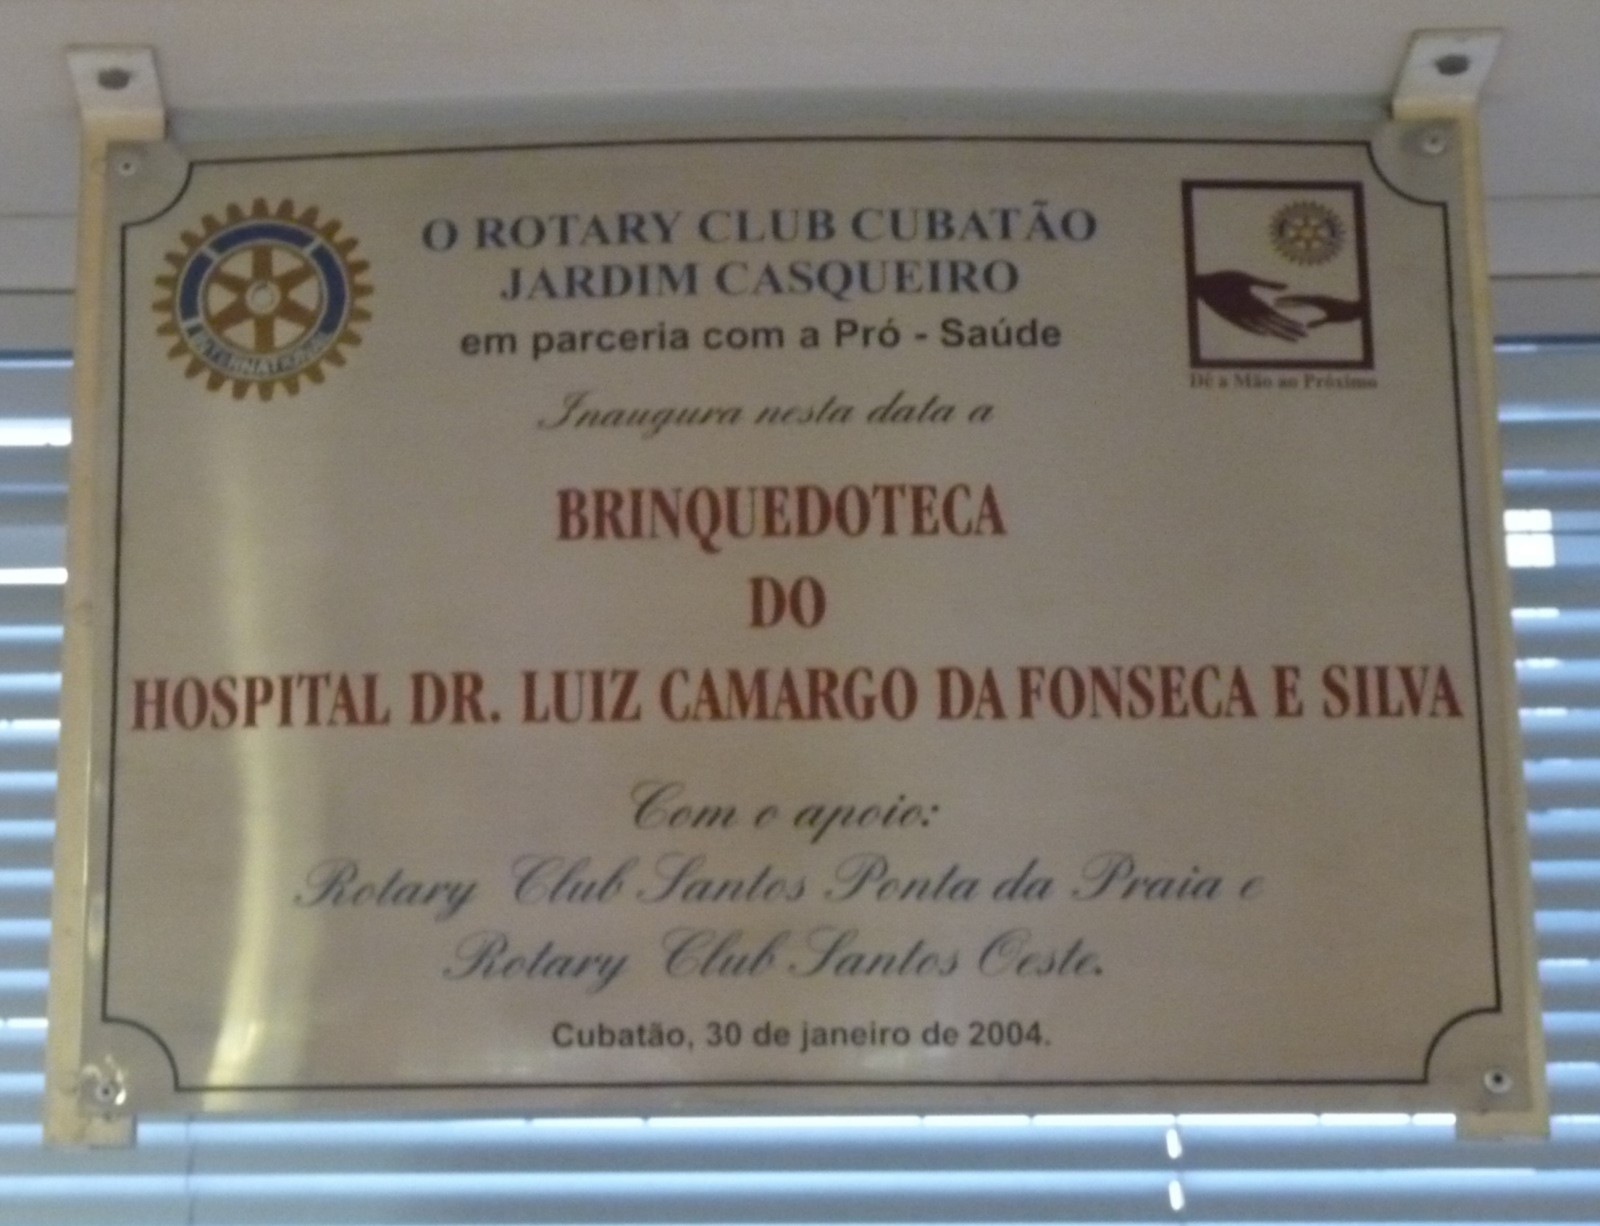 O ROTARY CLUB CUBATÃO
JARDIM CASQUEIRO
em parceria com a Pró - Saúde
INTERNATIONAL
Dê a Mão ao Próximo
Inaugura nesta data a
BRINQUEDOTECA
DO
HOSPITAL DR. LUIZ CAMARGO DA FONSECA E SILVA
Com o apoio:
Rotary Club Santos Ponta da Praia e
Rotary Club Santos Oeste.
Cubatão, 30 de janeiro de 2004.